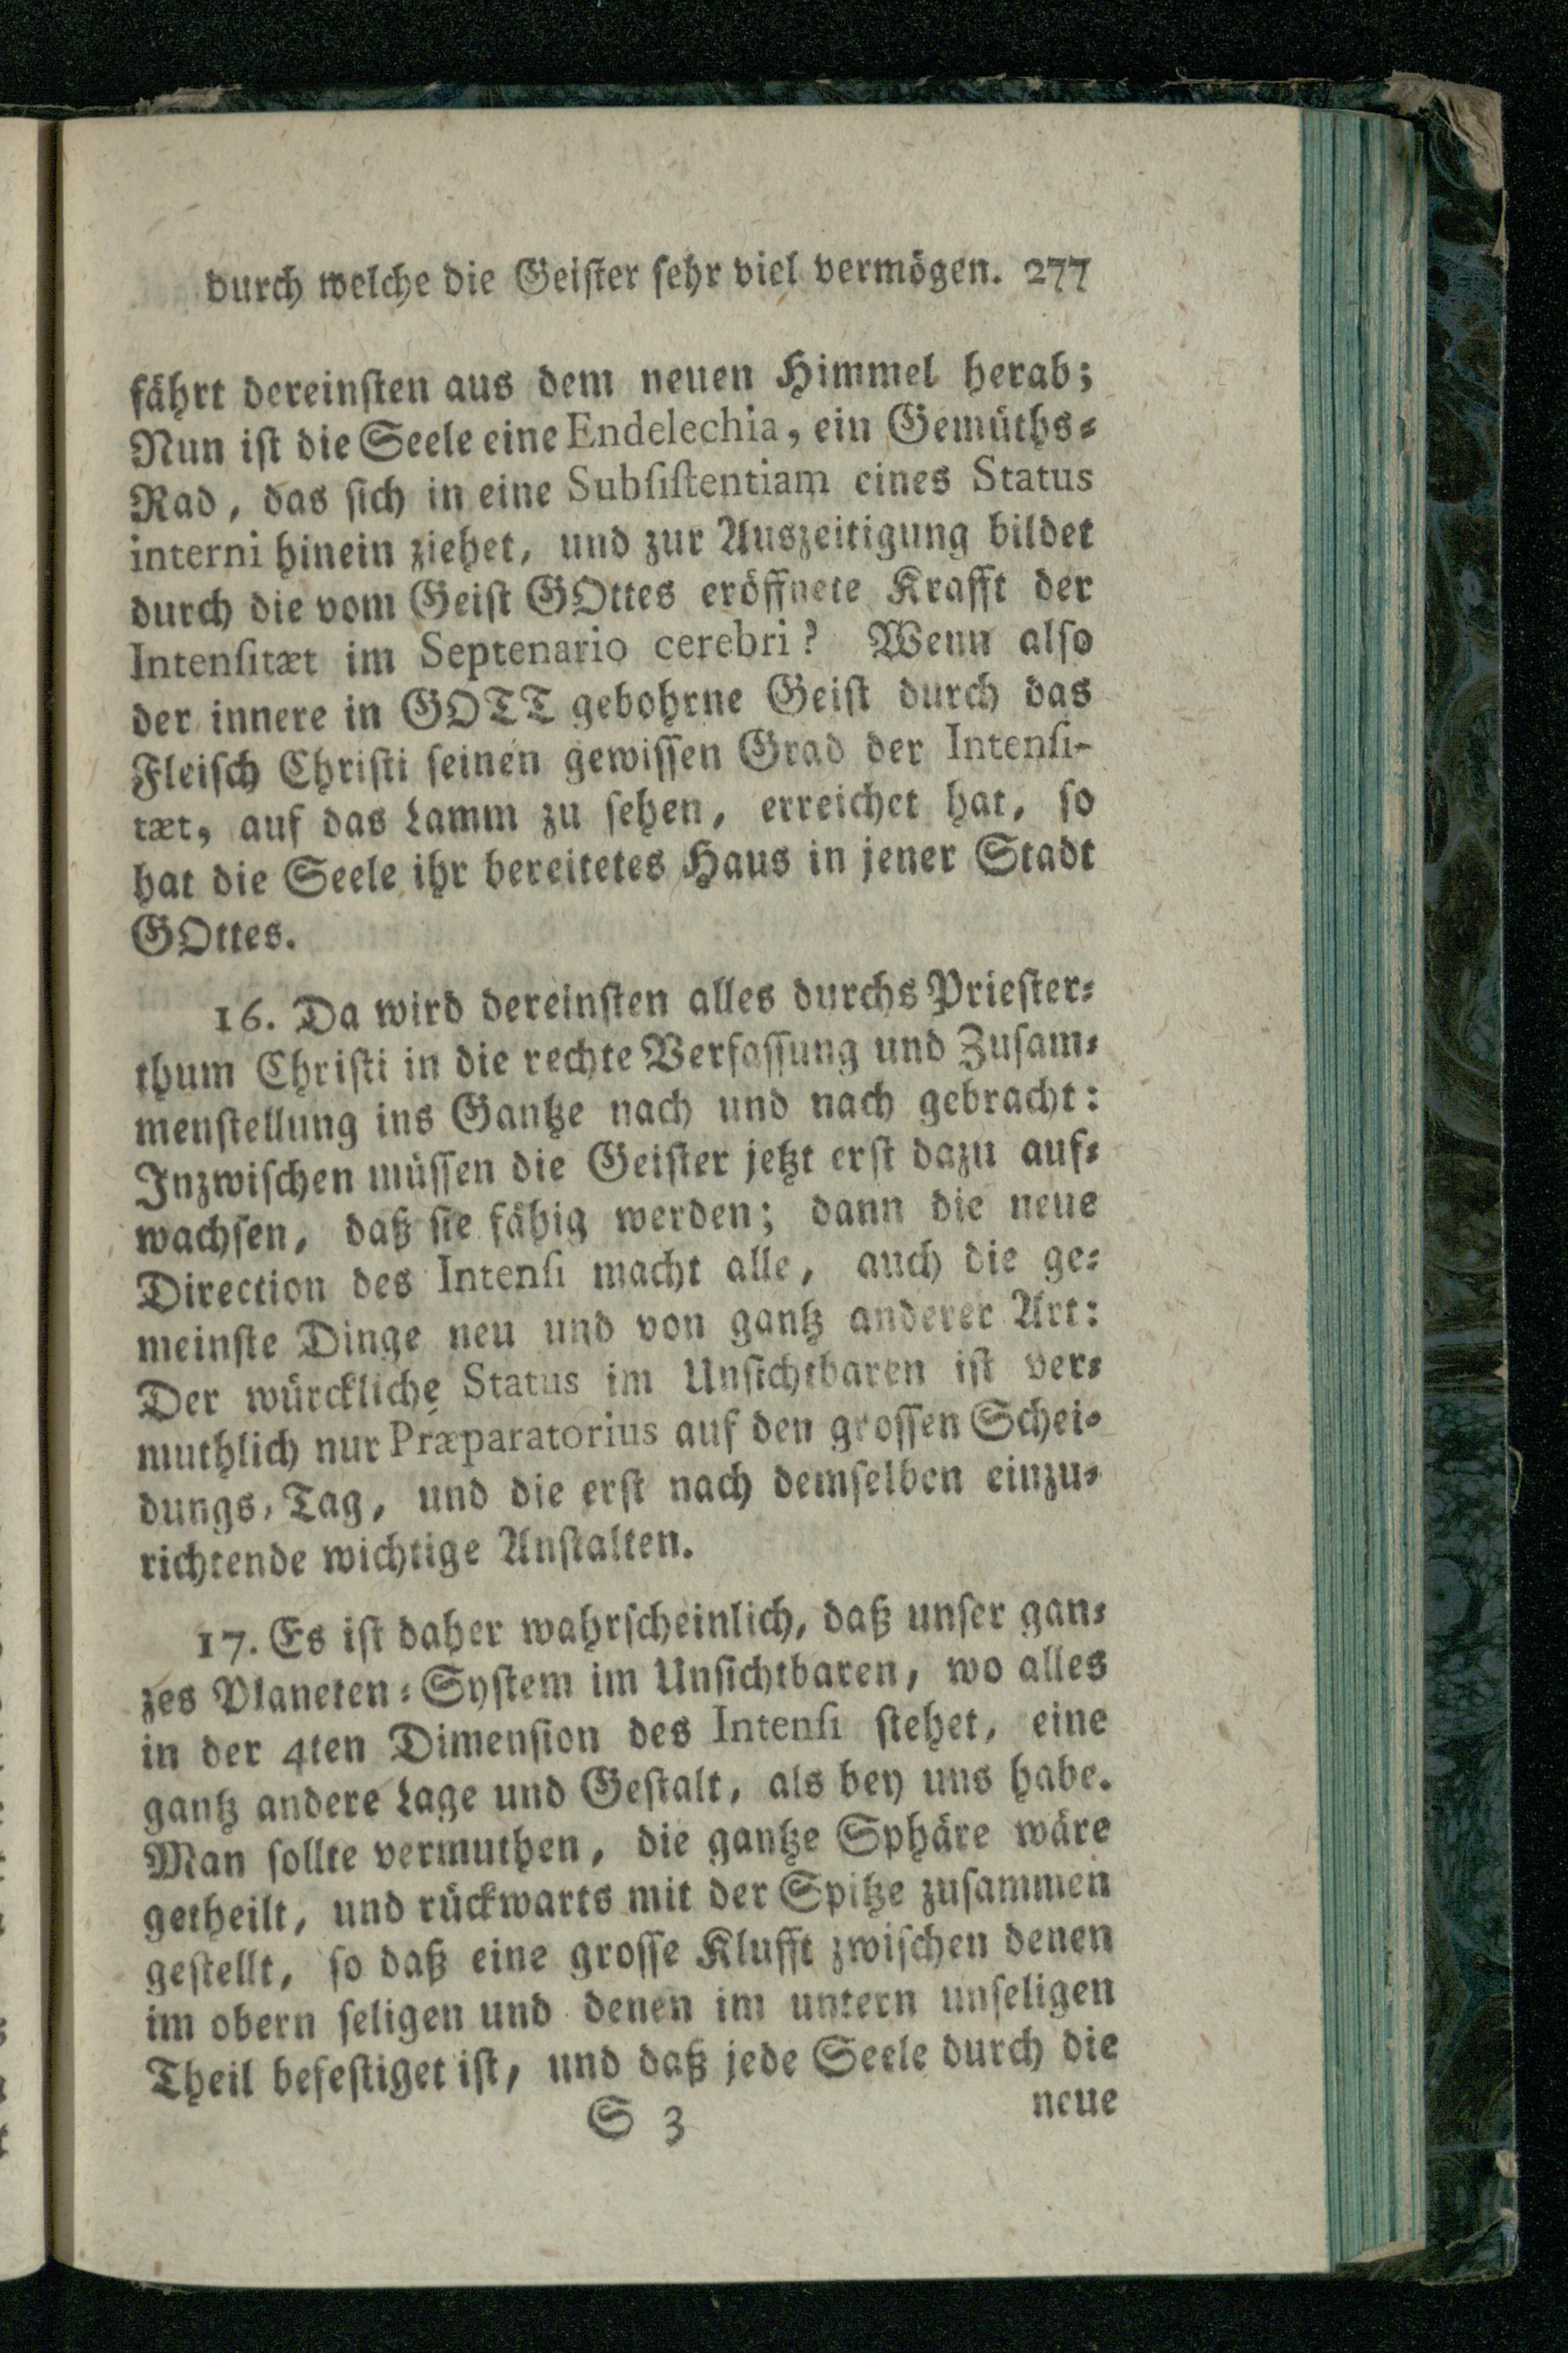 durch welche die Geister sehr viel vermögen. 277
fährt dereinsten aus dem neuen Himmel herab;
Nun ist die Seele eine Endelechia, ein Gemüths-
Rad, das sich in eine Subsistentiam eines Status
interni hinein ziehet, und zur Auszeitigung bildet
durch die vom Geist GOttes eröffnete Krafft der
Intensitæt im Septenario cerebri? Wenn also
der innere in GOTT gebohrne Geist durch das
Fleisch Christi seinen gewissen Grad der Intensi-
tæt, auf das Lamm zu sehen, erreichet hat, so
hat die Seele ihr bereitetes Haus in jener Stadt
GOttes.
16. Da wird dereinsten alles durchs Priester-
thum Christi in die rechte Verfassung und Zusam-
menstellung ins Gantze nach und nach gebracht:
Inzwischen müssen die Geister jetzt erst dazu auf-
wachsen, daß sie fähig werden; dann die neue
Direction des Intensi macht alle, auch die ge-
meinste Dinge neu und von gantz anderer Art:
Der würckliche Status im Unsichtbaren ist ver-
muthlich nur Præparatorius auf den grossen Schei-
dungs-Tag, und die erst nach demselben einzu-
richtende wichtige Anstalten.
17. Es ist daher wahrscheinlich, daß unser gan-
zes Planeten-System im Unsichtbaren, wo alles
in der 4ten Dimension des Intensi stehet, eine
gantz andere Lage und Gestalt, als bey uns habe.
Man sollte vermuthen, die gantze Sphäre wäre
getheilt, und rückwarts mit der Spitze zusammen
gestellt, so daß eine grosse Klufft zwischen denen
im obern seligen und denen im untern unseligen
Theil befestiget ist, und daß jede Seele durch die
S 3 neue